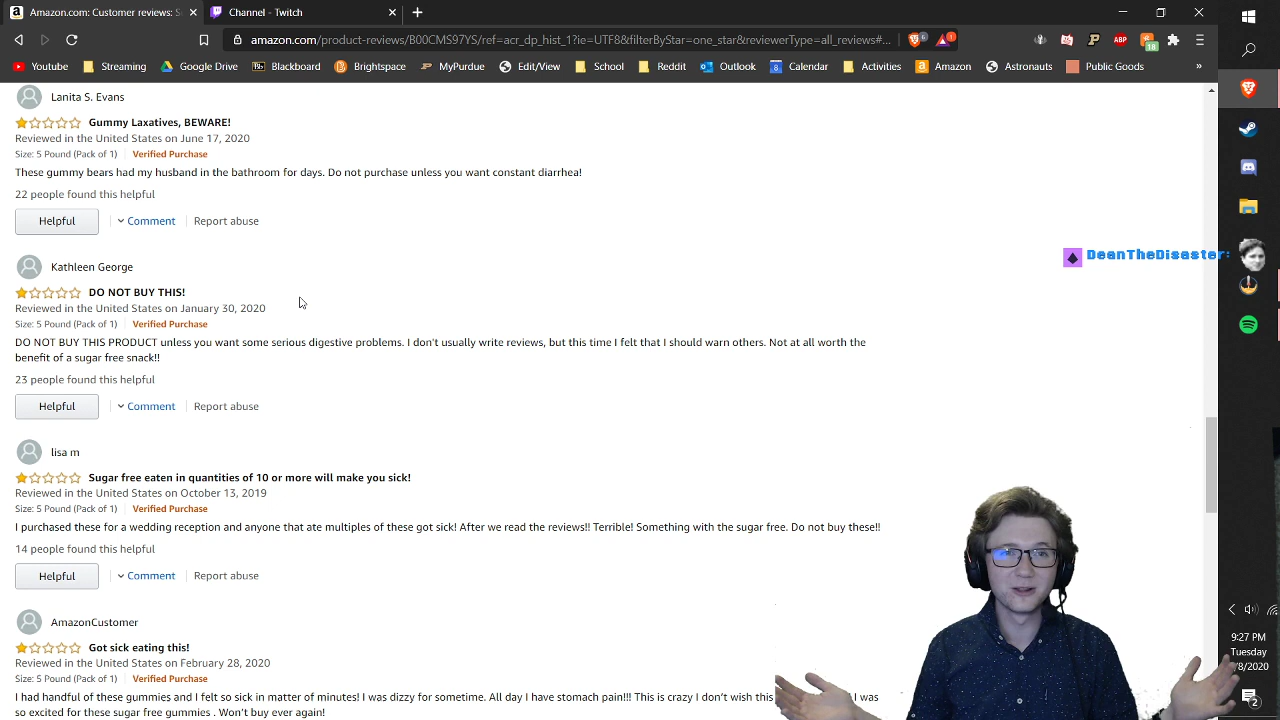 Amazon.com: Customer reviews: S
Channel - Twitch
amazon.com/product-reviews/B00CMS97YS/ref=acr_dp_hist_1?ie=UTF8&filterByStar=one_star&reviewerType=all_reviews#...
6
1
ABP
18
Youtube
Streaming
Google Drive
Blackboard
Brightspace
MyPurdue
Edit/View
School
Reddit
Outlook
Calendar
Activities
Amazon
Astronauts
Public Goods
»
Lanita S. Evans
Gummy Laxatives, BEWARE!
Reviewed in the United States on June 17, 2020
Size: 5 Pound (Pack of 1) Verified Purchase
These gummy bears had my husband in the bathroom for days. Do not purchase unless you want constant diarrhea!
22 people found this helpful
Helpful Comment Report abuse
DeanTheDisaster:
Kathleen George
DO NOT BUY THIS!
Reviewed in the United States on January 30, 2020
Size: 5 Pound (Pack of 1) Verified Purchase
DO NOT BUY THIS PRODUCT unless you want some serious digestive problems. I don't usually write reviews, but this time I felt that I should warn others. Not at all worth the
benefit of a sugar free snack!!
23 people found this helpful
Helpful Comment Report abuse
lisa m
Sugar free eaten in quantities of 10 or more will make you sick!
Reviewed in the United States on October 13, 2019
Size: 5 Pound (Pack of 1) Verified Purchase
I purchased these for a wedding reception and anyone that ate multiples of these got sick! After we read the reviews!! Terrible! Something with the sugar free. Do not buy these!!
14 people found this helpful
Helpful Comment Report abuse
AmazonCustomer
Got sick eating this!
Reviewed in the United States on February 28, 2020
Size: 5 Pound (Pack of 1) Verified Purchase
I had handful of these gummies and I felt so sick in matter of minutes! I was dizzy for sometime. All day I have stomach pain!!! This is crazy I don't wish this I was
so excited for these sugar free gummies . Won't buy ever again!
9:27 PM
Tuesday
/8/2020
2